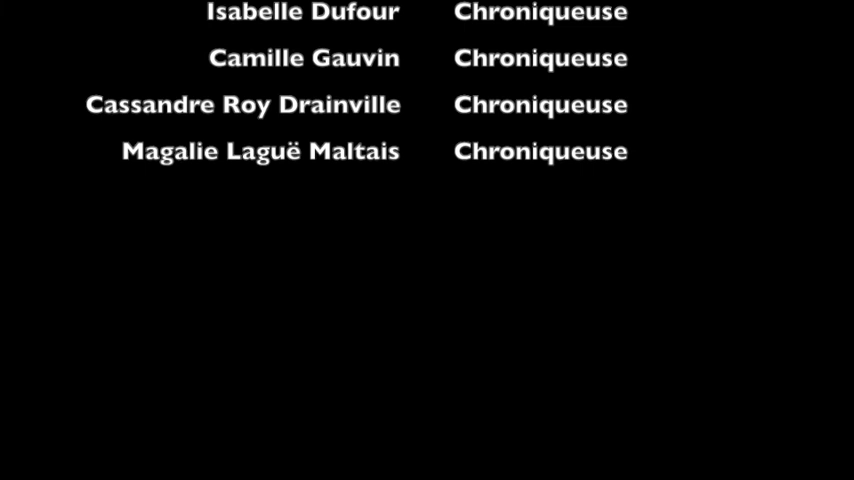 Isabelle Dufour Chroniqueuse
Camille Gauvin Chroniqueuse
Cassandre Roy Drainville Chroniqueuse
Magalie Laguë Maltais Chroniqueuse